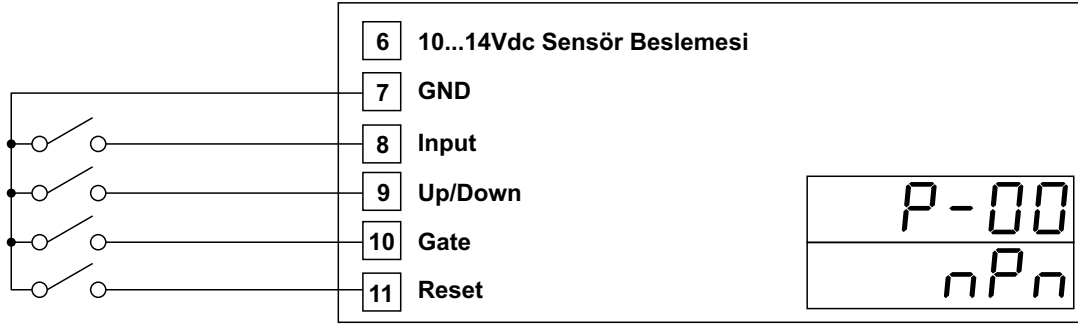 6 10...14Vdc Sensör Beslemesi
7 GND
8 Input
9 Up/Down
10 Gate
11 Reset
P-00
nPn